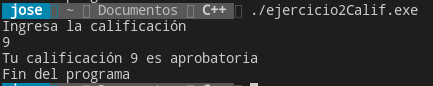 jose ~ Documentos C++ ./ejercicio2Calif.exe
Ingresa la calificación
9
Tu calificación 9 es aprobatoria
Fin del programa